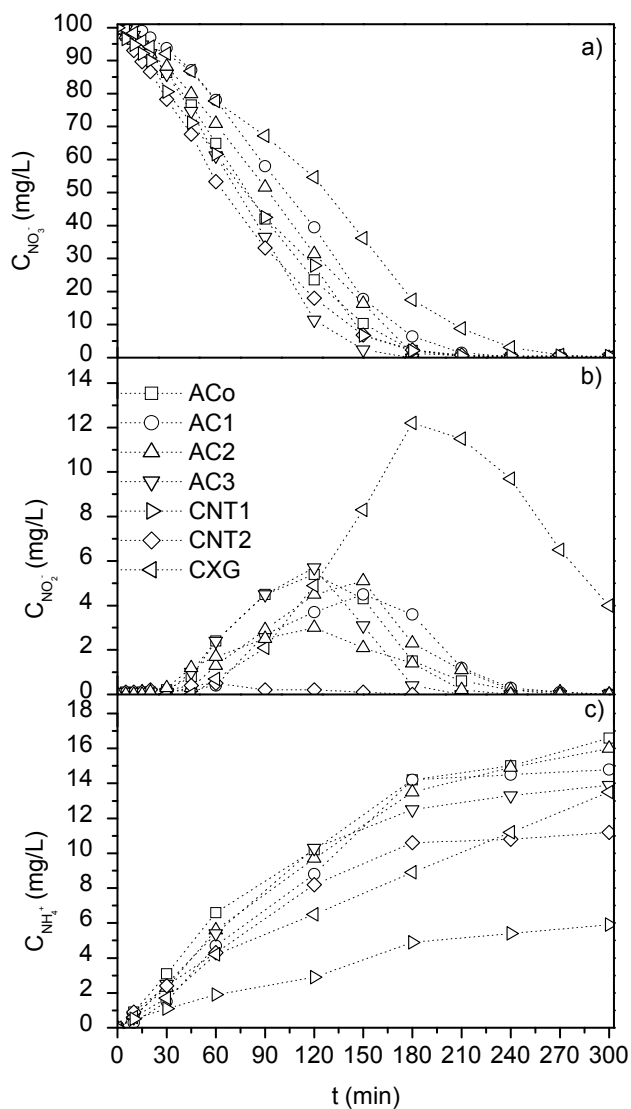 a)
100
90
80
70
60
50
40
30
20
10
0
C_NO3- (mg/L)
b)
14
12
10
8
6
4
2
0
C_NO2- (mg/L)
ACo
AC1
AC2
AC3
CNT1
CNT2
CXG
c)
18
16
14
12
10
8
6
4
2
0
C_NH4+ (mg/L)
0 30 60 90 120 150 180 210 240 270 300
t (min)